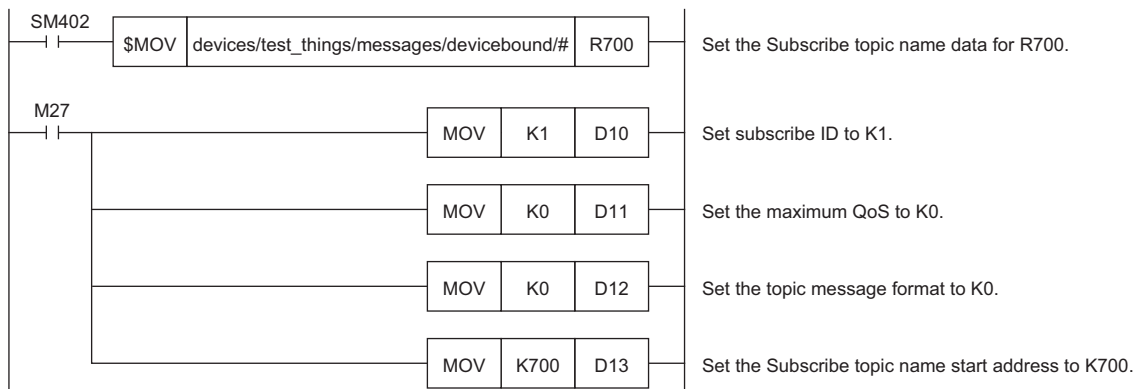 SM402
$MOV devices/test_things/messages/devicebound/# R700 Set the Subscribe topic name data for R700.
M27
MOV K1 D10 Set subscribe ID to K1.
MOV K0 D11 Set the maximum QoS to K0.
MOV K0 D12 Set the topic message format to K0.
MOV K700 D13 Set the Subscribe topic name start address to K700.